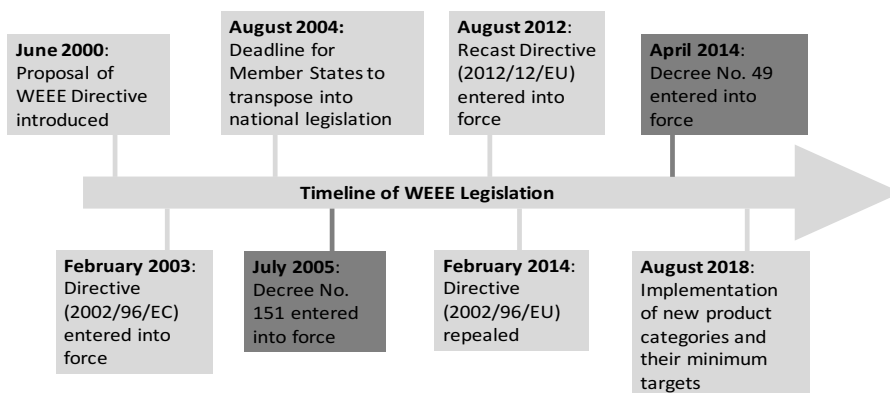 June 2000:
Proposal of
WEEE Directive
introduced
August 2004:
Deadline for
Member States to
transpose into
national legislation
August 2012:
Recast Directive
(2012/12/EU)
entered into
force
April 2014:
Decree No. 49
entered into
force
Timeline of WEEE Legislation
February 2003:
Directive
(2002/96/EC)
entered into
force
July 2005:
Decree No.
151 entered
into force
February 2014:
Directive
(2002/96/EU)
repealed
August 2018:
Implementation
of new product
categories and
their minimum
targets